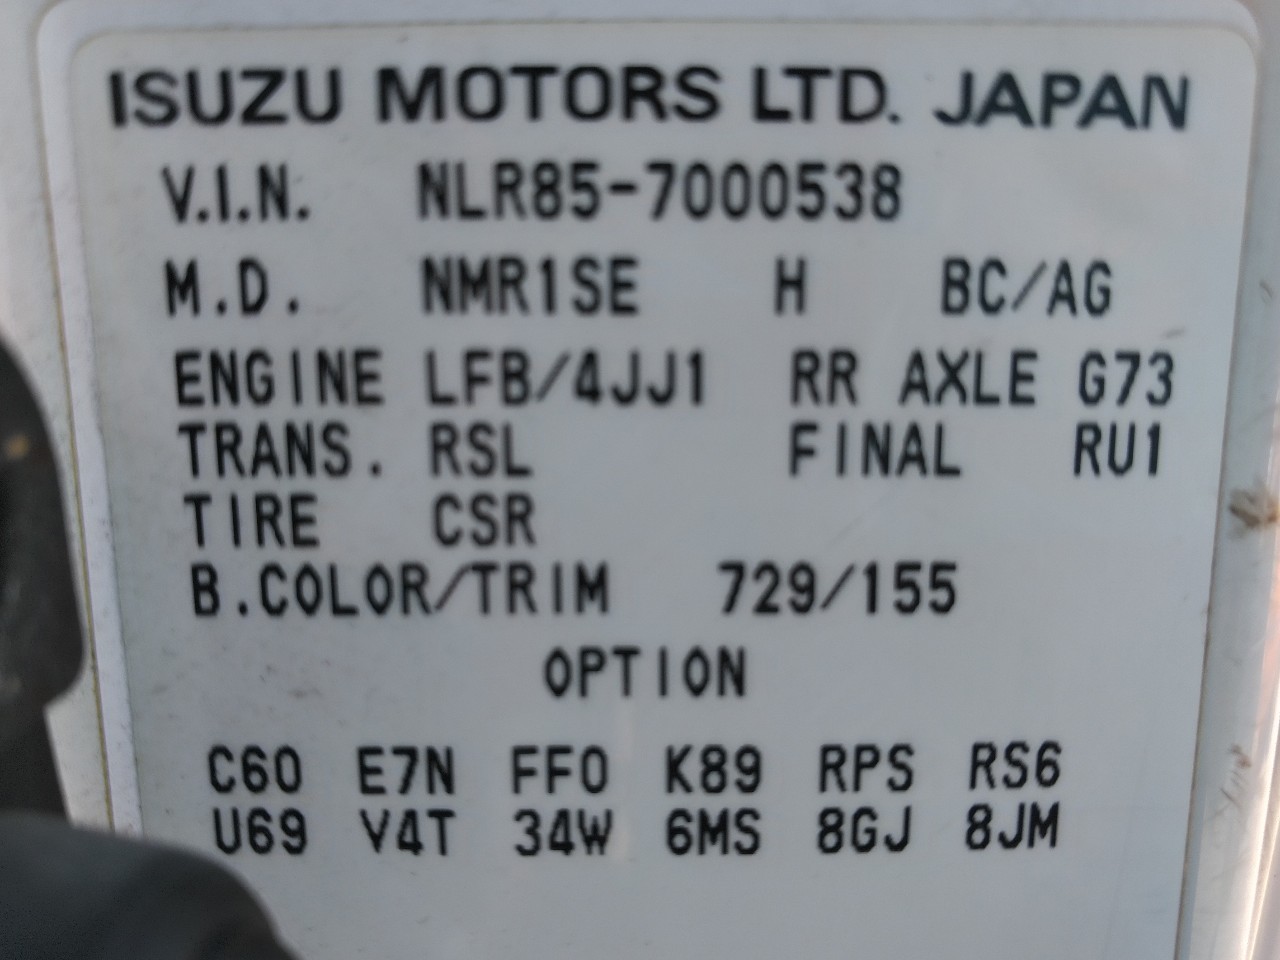 ISUZU MOTORS LTD. JAPAN
V.I.N. NLR85-7000538
M.D. NMR1SE H BC/AG
ENGINE LFB/4JJ1 RR AXLE G73
TRANS. RSL FINAL RU1
TIRE CSR
B.COLOR/TRIM 729/155
OPTION
C60 E7N FF0 K89 RPS RS6
U69 V4T 34W 6MS 8GJ 8JM